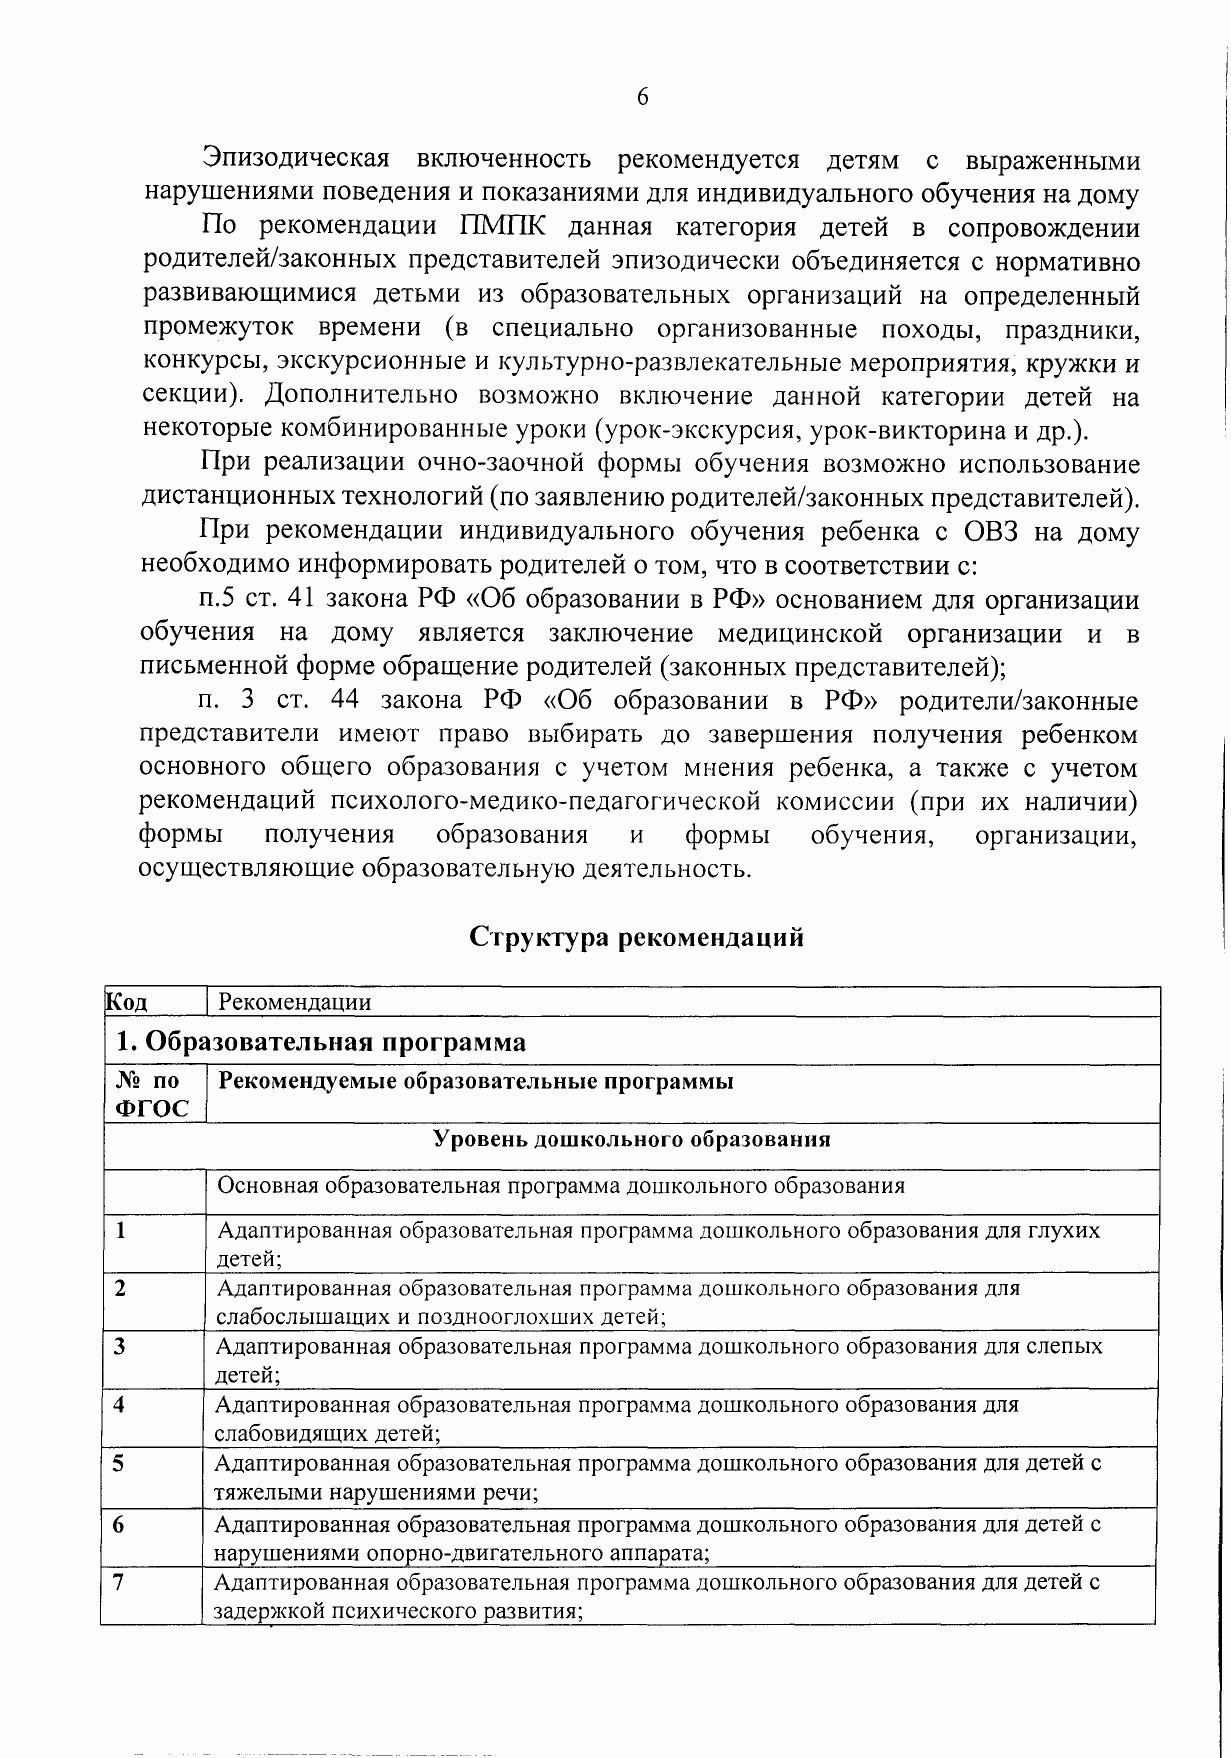 6
Эпизодическая включенность рекомендуется детям с выраженными
нарушениями поведения и показаниями для индивидуального обучения на дому
По рекомендации ПМПК данная категория детей в сопровождении
родителей/законных представителей эпизодически объединяется с нормативно
развивающимися детьми из образовательных организаций на определенный
промежуток времени (в специально организованные походы, праздники,
конкурсы, экскурсионные и культурно-развлекательные мероприятия, кружки и
секции). Дополнительно возможно включение данной категории детей на
некоторые комбинированные уроки (урок-экскурсия, урок-викторина и др.).
При реализации очно-заочной формы обучения возможно использование
дистанционных технологий (по заявлению родителей/законных представителей).
При рекомендации индивидуального обучения ребенка с ОВЗ на дому
необходимо информировать родителей о том, что в соответствии с:
п.5 ст. 41 закона РФ «Об образовании в РФ» основанием для организации
обучения на дому является заключение медицинской организации и в
письменной форме обращение родителей (законных представителей);
п. 3 ст. 44 закона РФ «Об образовании в РФ» родители/законные
представители имеют право выбирать до завершения получения ребенком
основного общего образования с учетом мнения ребенка, а также с учетом
рекомендаций психолого-медико-педагогической комиссии (при их наличии)
формы получения образования и формы обучения, организации,
осуществляющие образовательную деятельность.
Структура рекомендаций
Код Рекомендации
1. Образовательная программа
№ по Рекомендуемые образовательные программы
ФГОС
Уровень дошкольного образования
Основная образовательная программа дошкольного образования
1 Адаптированная образовательная программа дошкольного образования для глухих
детей;
2 Адаптированная образовательная программа дошкольного образования для
слабослышащих и позднооглохших детей;
3 Адаптированная образовательная программа дошкольного образования для слепых
детей;
4 Адаптированная образовательная программа дошкольного образования для
слабовидящих детей;
5 Адаптированная образовательная программа дошкольного образования для детей с
тяжелыми нарушениями речи;
6 Адаптированная образовательная программа дошкольного образования для детей с
нарушениями опорно-двигательного аппарата;
7 Адаптированная образовательная программа дошкольного образования для детей с
задержкой психического развития;